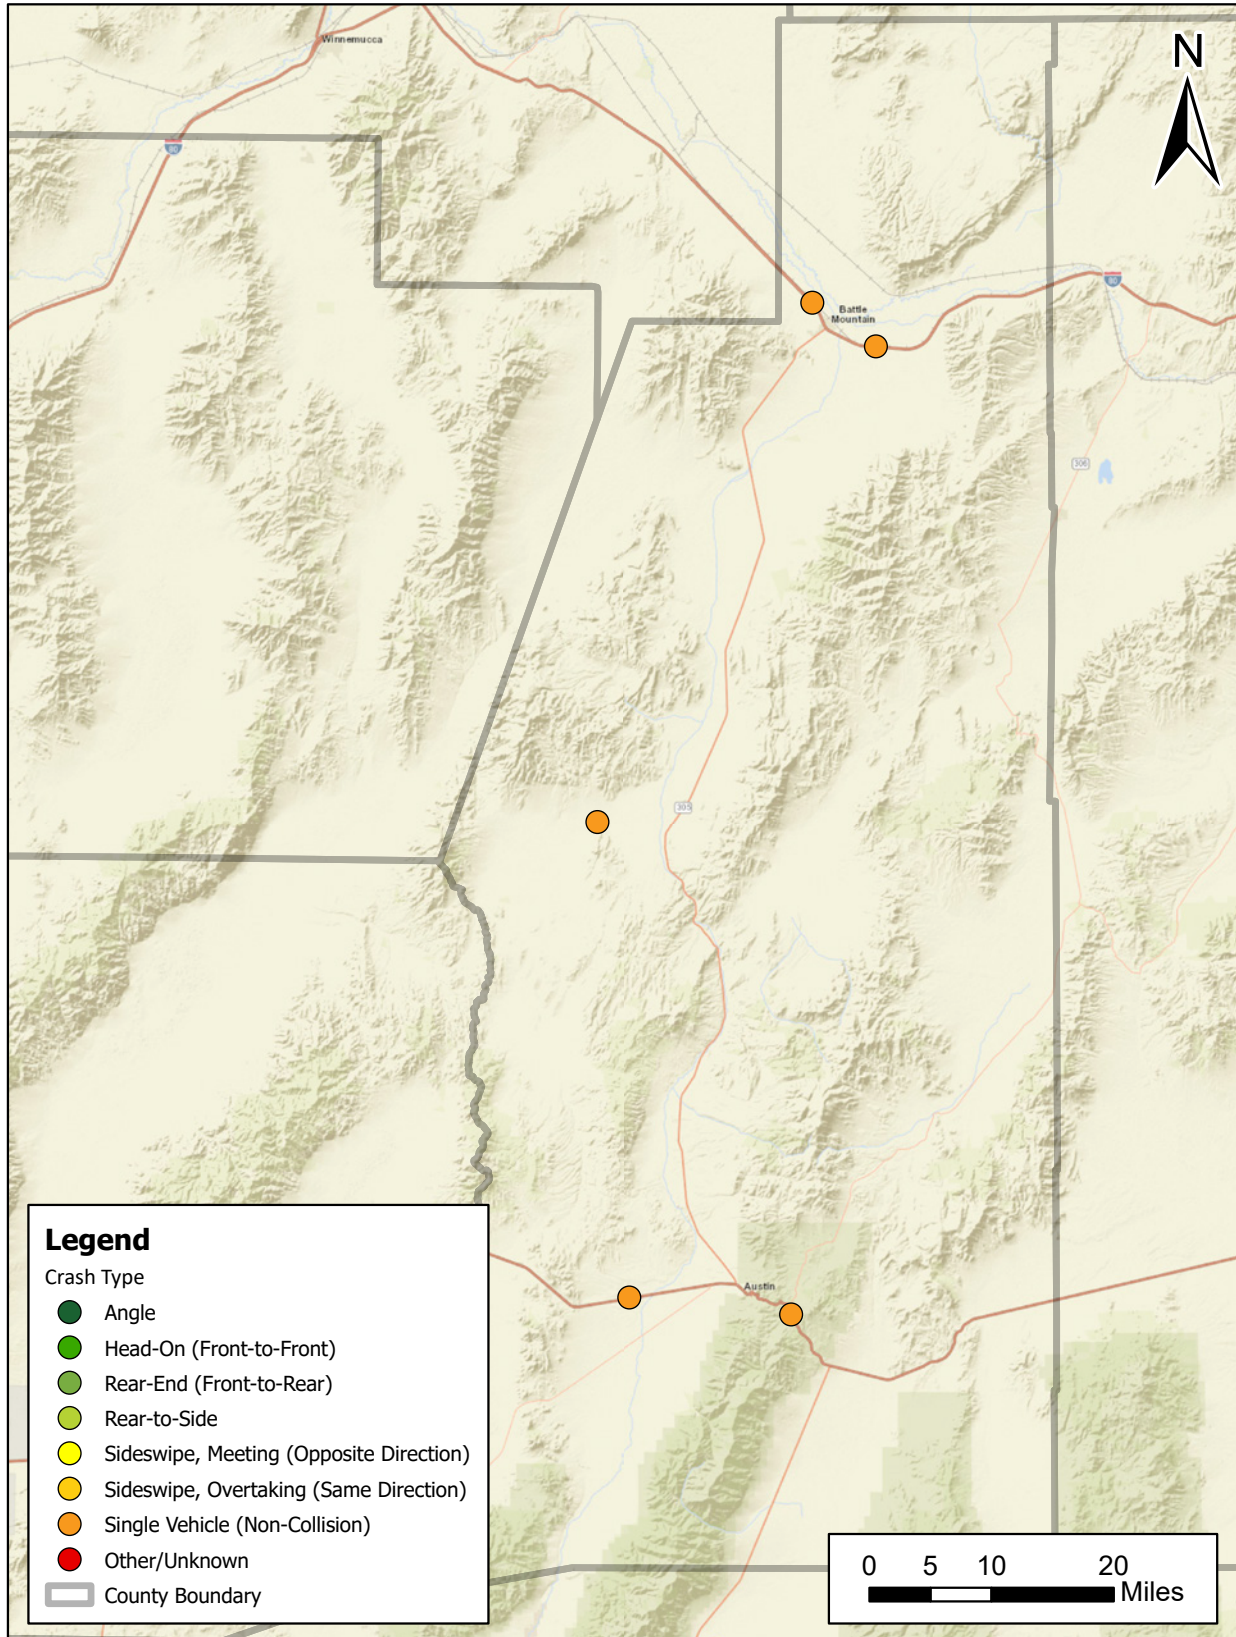 Winnemucca
N
80
80
Battle
Mountain
306
305
Austin
Legend
Crash Type
Angle
Head-On (Front-to-Front)
Rear-End (Front-to-Rear)
Rear-to-Side
Sideswipe, Meeting (Opposite Direction)
Sideswipe, Overtaking (Same Direction)
Single Vehicle (Non-Collision)
Other/Unknown
County Boundary
0 5 10 20
Miles